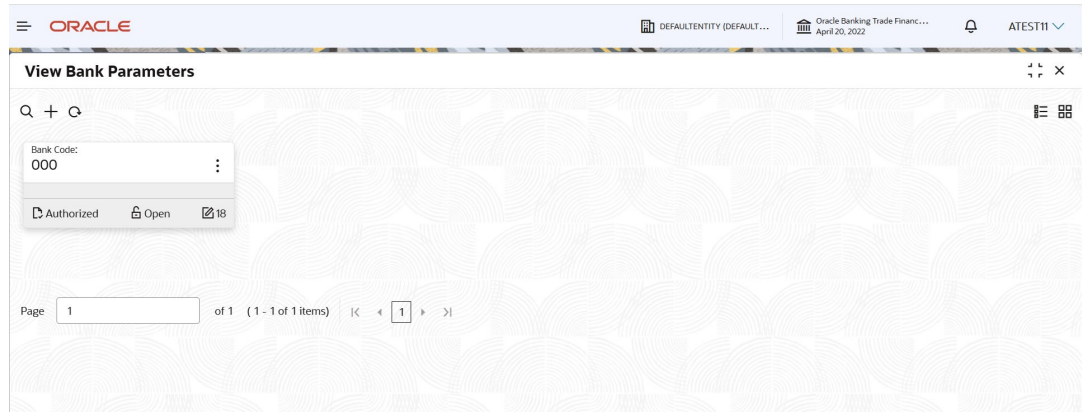 ORACLE
DEFAULTENTITY (DEFAULT...
Oracle Banking Trade Financ...
April 20, 2022
ATEST11
View Bank Parameters
Bank Code:
000
Authorized Open 18
Page 1 of 1 ( 1 - 1 of 1 items) 1